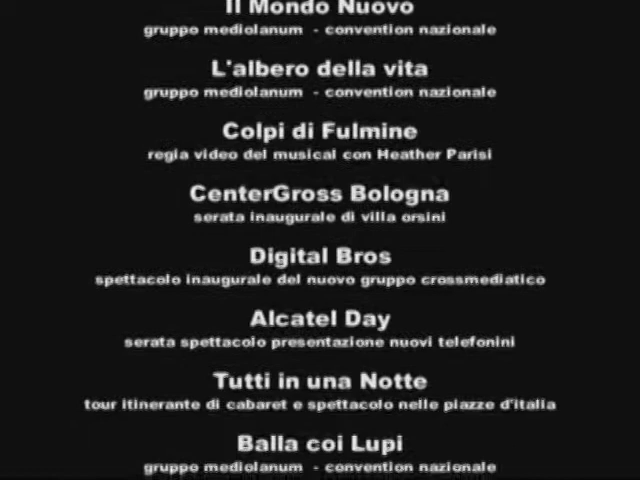 Il Mondo Nuovo
gruppo mediolanum - convention nazionale
L'albero della vita
gruppo mediolanum - convention nazionale
Colpi di Fulmine
regia video del musical con Heather Parisi
CenterGross Bologna
serata inaugurale di villa orsini
Digital Bros
spettacolo inaugurale del nuovo gruppo crossmediatico
Alcatel Day
serata spettacolo presentazione nuovi telefonini
Tutti in una Notte
tour itinerante di cabaret e spettacolo nelle piazze d'italia
Balla coi Lupi
gruppo mediolanum - convention nazionale